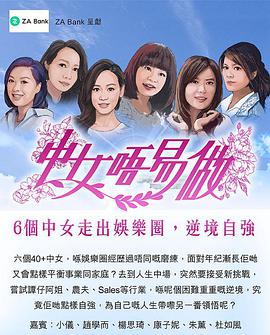 ZA Bank
ZA Bank 呈獻
中女唔易做
6個中女走出娛樂圈，逆境自強
六個40+中女，喺娛樂圈經歷過唔同嘅磨練，面對年紀漸長佢哋
又會點樣平衡事業同家庭？去到人生中場，突然要接受新挑戰，
嘗試譚仔阿姐、農夫、Sales等行業，喺呢個困難重重嘅逆境，究
竟佢哋點樣自強，為自己嘅人生帶嚟另一番領悟呢？
嘉賓：小儀、趙學而、楊思琦、康子妮、朱薰、杜如風